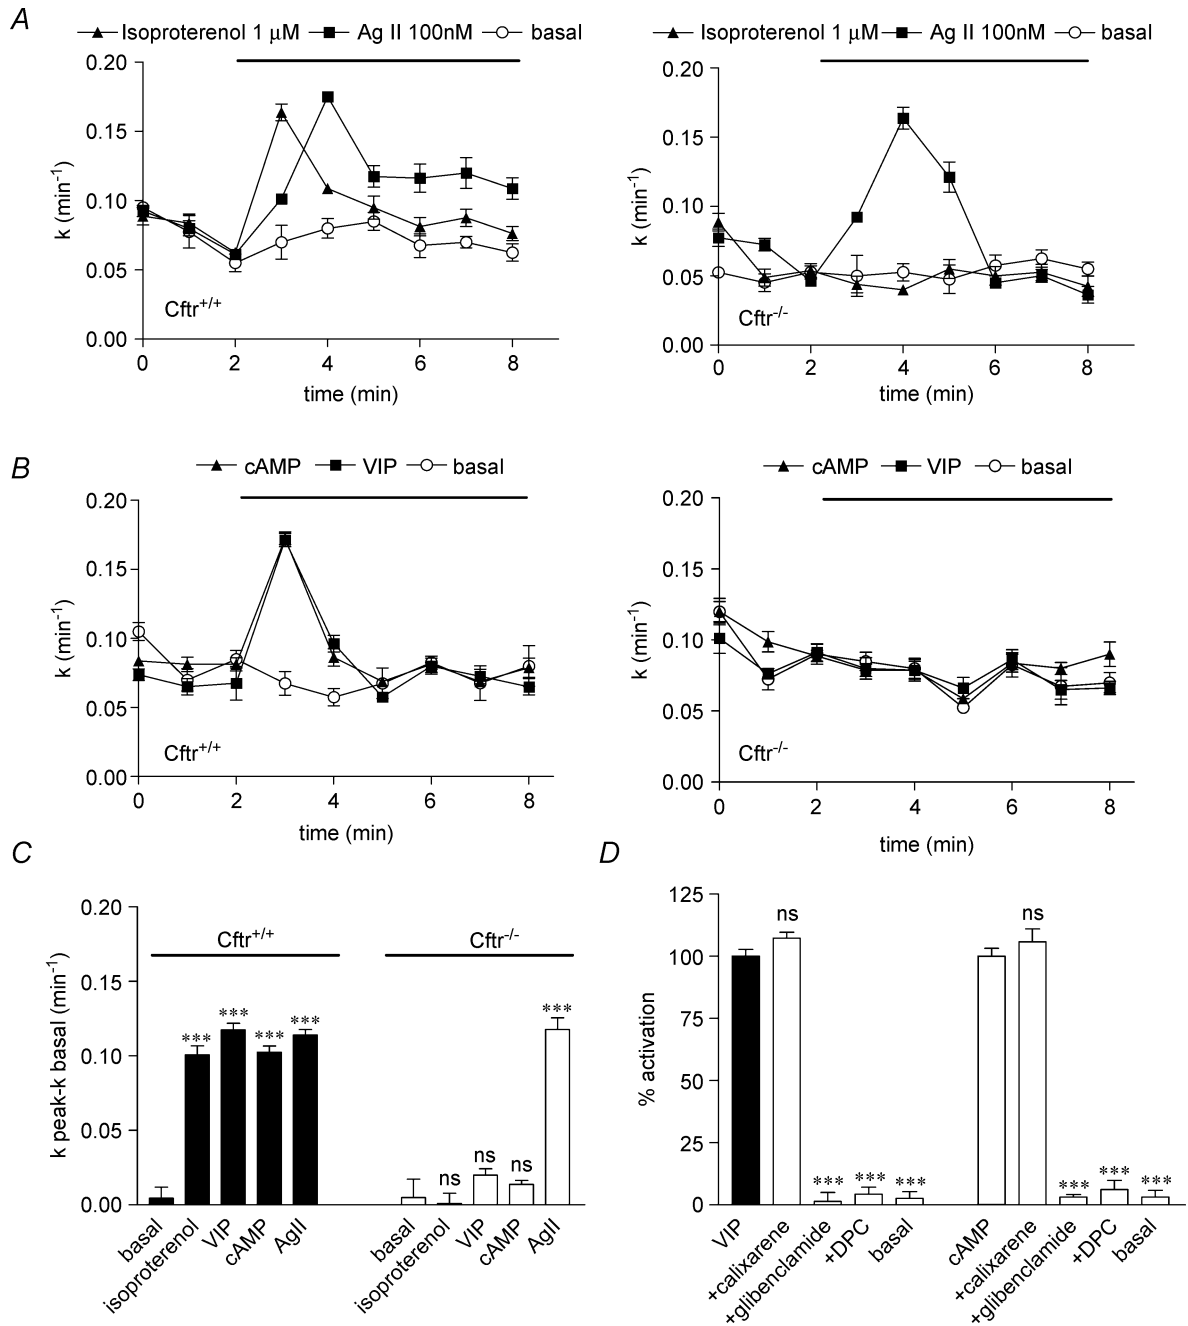 A
Isoproterenol 1 μM Ag II 100nM basal
0.20
0.15
0.10
0.05
0.00
k (min-1)
Cftr+/+
0 2 4 6 8
time (min)
Isoproterenol 1 μM Ag II 100nM basal
0.20
0.15
0.10
0.05
0.00
k (min-1)
Cftr-/-
0 2 4 6 8
time (min)
B
cAMP VIP basal
0.20
0.15
0.10
0.05
0.00
k (min-1)
Cftr+/+
0 2 4 6 8
time (min)
cAMP VIP basal
0.20
0.15
0.10
0.05
0.00
k (min-1)
Cftr-/-
0 2 4 6 8
time (min)
C
0.20
0.15
0.10
0.05
0.00
k peak-k basal (min-1)
Cftr+/+
Cftr-/-
*** *** *** ***
ns ns ns ***
basal
isoproterenol
VIP
cAMP
AgII
basal
isoproterenol
VIP
cAMP
AgII
D
125
100
75
50
25
0
% activation
ns *** *** ***
ns *** *** ***
VIP
+calixarene
+glibenclamide
+DPC
basal
cAMP
+calixarene
+glibenclamide
+DPC
basal